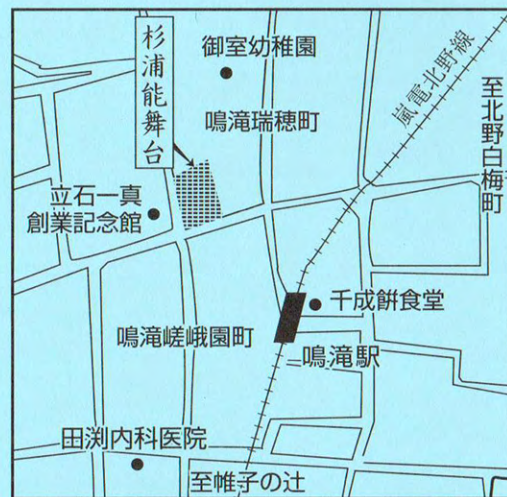 杉浦能舞台
御室幼稚園
鳴滝瑞穂町
嵐電北野線
至北野白梅町
立石一真
創業記念館
千成餅食堂
鳴滝嵯峨園町
鳴滝駅
田渕内科医院
至帷子の辻